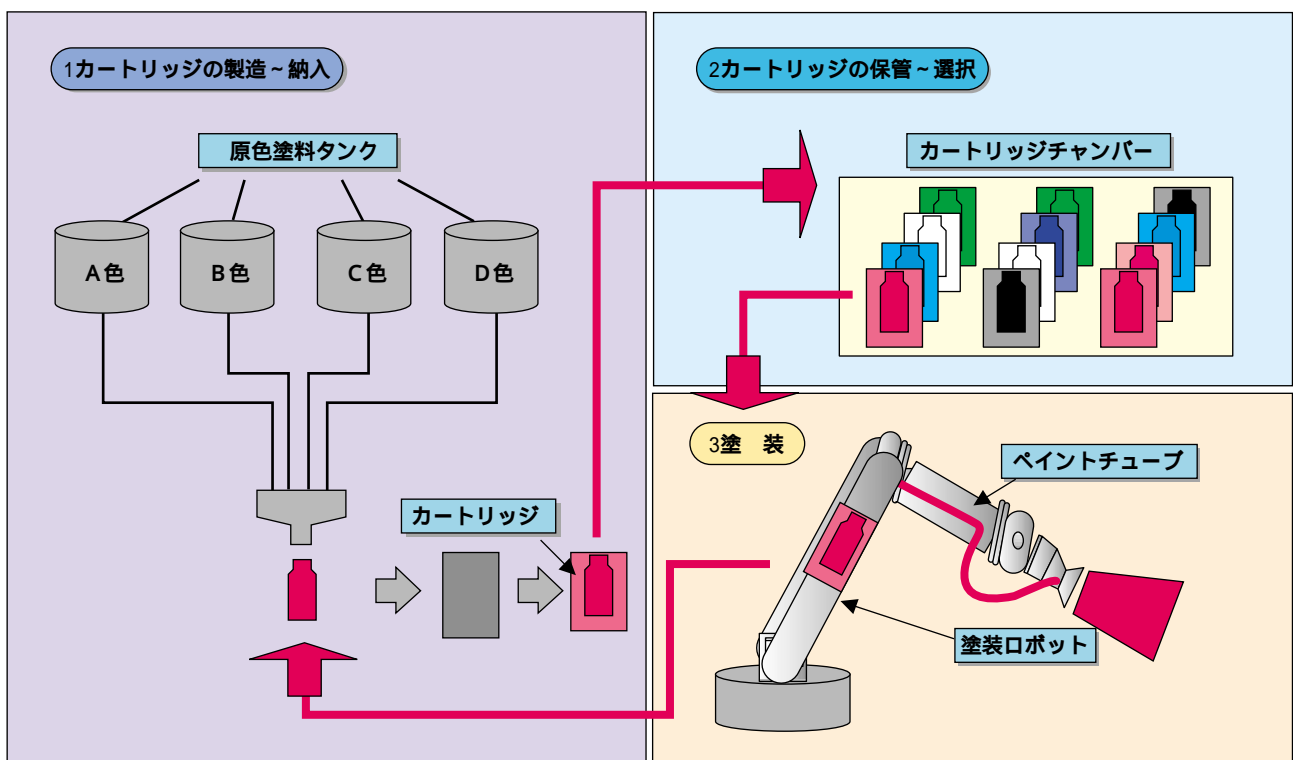 1カートリッジの製造~納入
原色塗料タンク
A色
B色
C色
D色
カートリッジ
2カートリッジの保管~選択
カートリッジチャンバー
3塗　装
ペイントチューブ
塗装ロボット